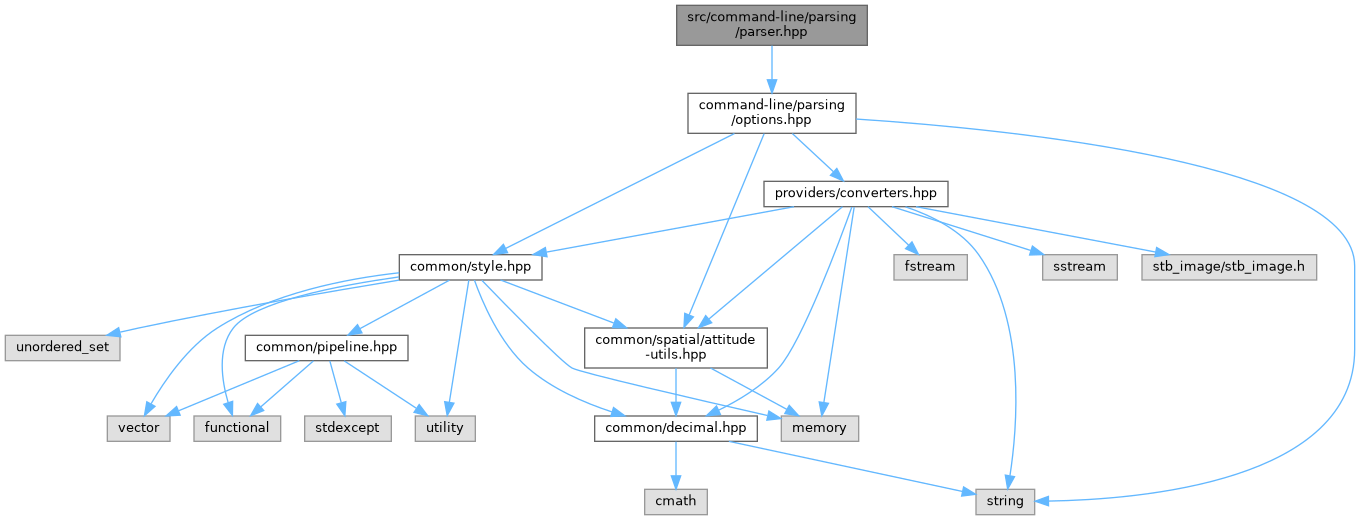 src/command-line/parsing
/parser.hpp
command-line/parsing
/options.hpp
providers/converters.hpp
common/style.hpp
fstream
sstream
stb_image/stb_image.h
unordered_set
common/pipeline.hpp
common/spatial/attitude
-utils.hpp
vector
functional
stdexcept
utility
common/decimal.hpp
memory
cmath
string